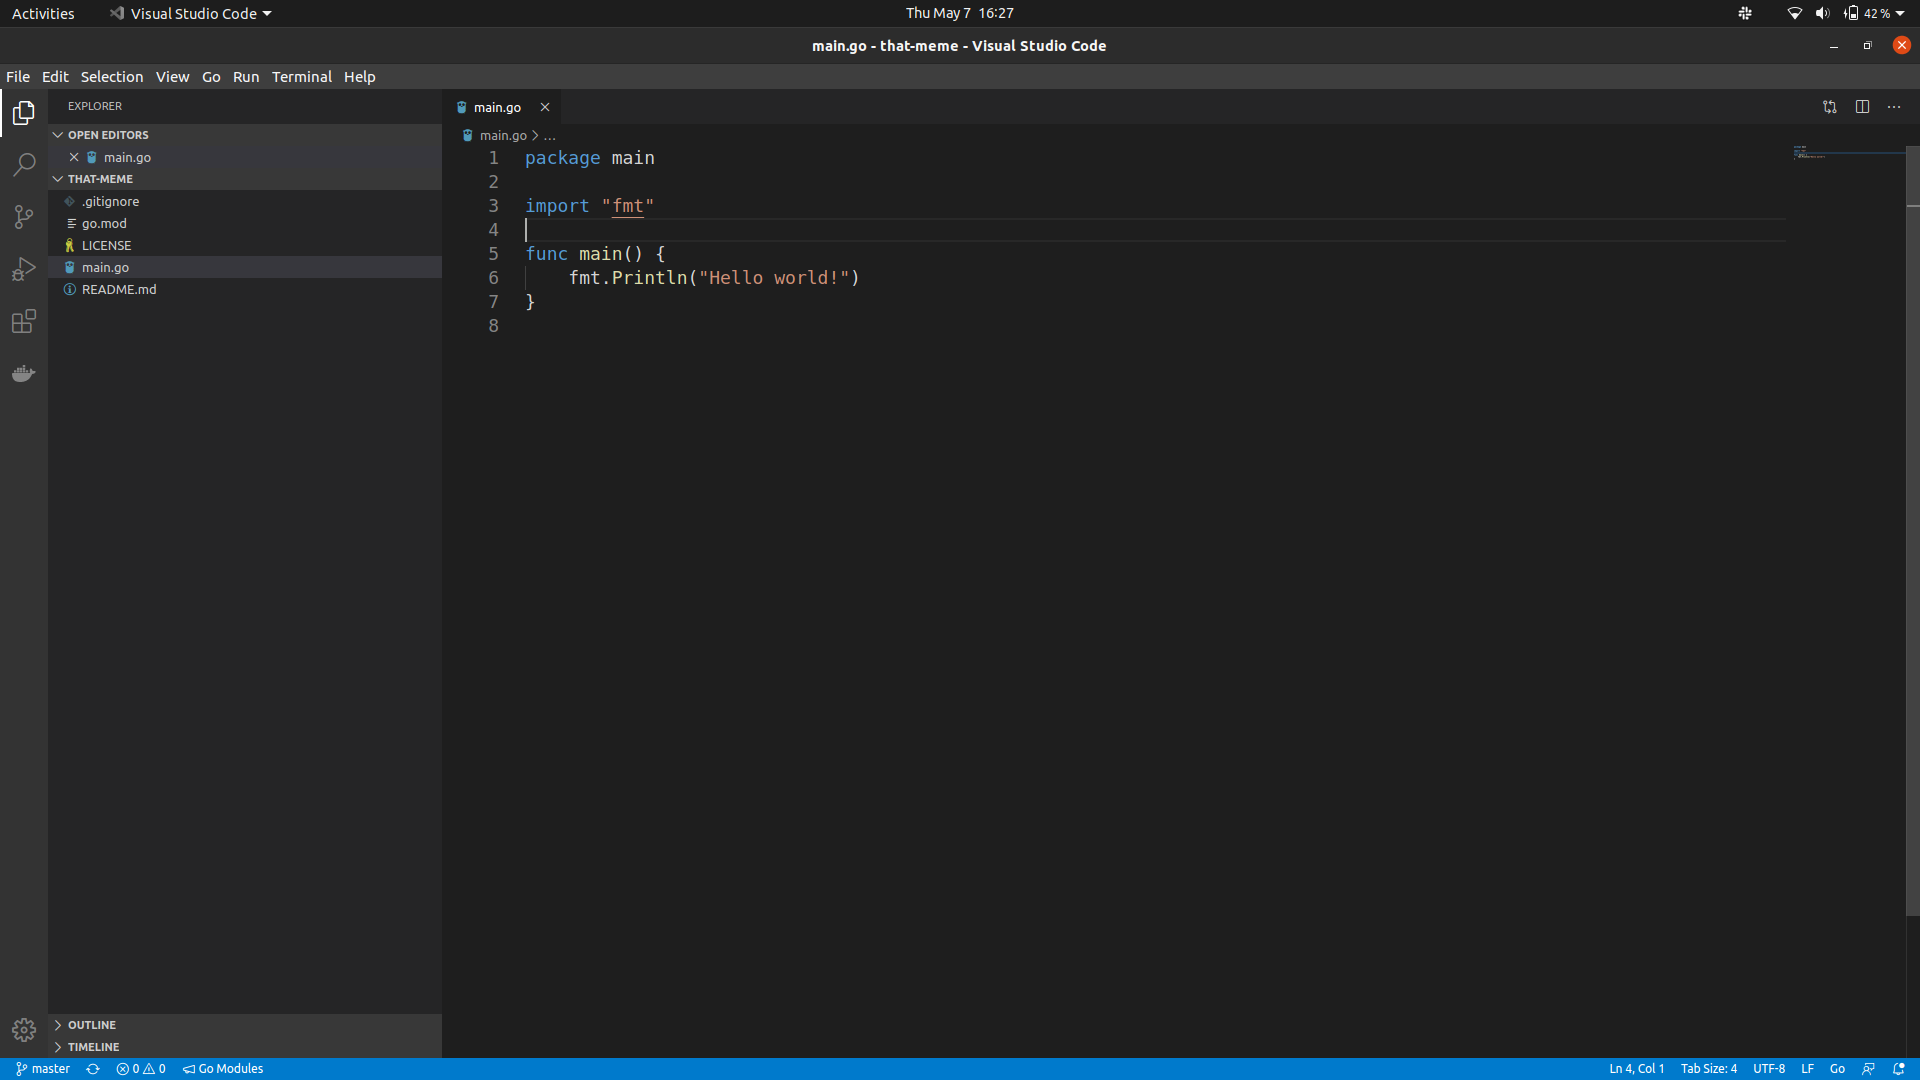 Activities Visual Studio Code Thu May 7 16:27 42 %
main.go - that-meme - Visual Studio Code
File Edit Selection View Go Run Terminal Help
EXPLORER
OPEN EDITORS
main.go
THAT-MEME
.gitignore
go.mod
LICENSE
main.go
README.md
OUTLINE
TIMELINE
main.go
main.go > ...
1 package main
2
3 import "fmt"
4
5 func main() {
6     fmt.Println("Hello world!")
7 }
8
master 0 0 Go Modules Ln 4, Col 1 Tab Size: 4 UTF-8 LF Go